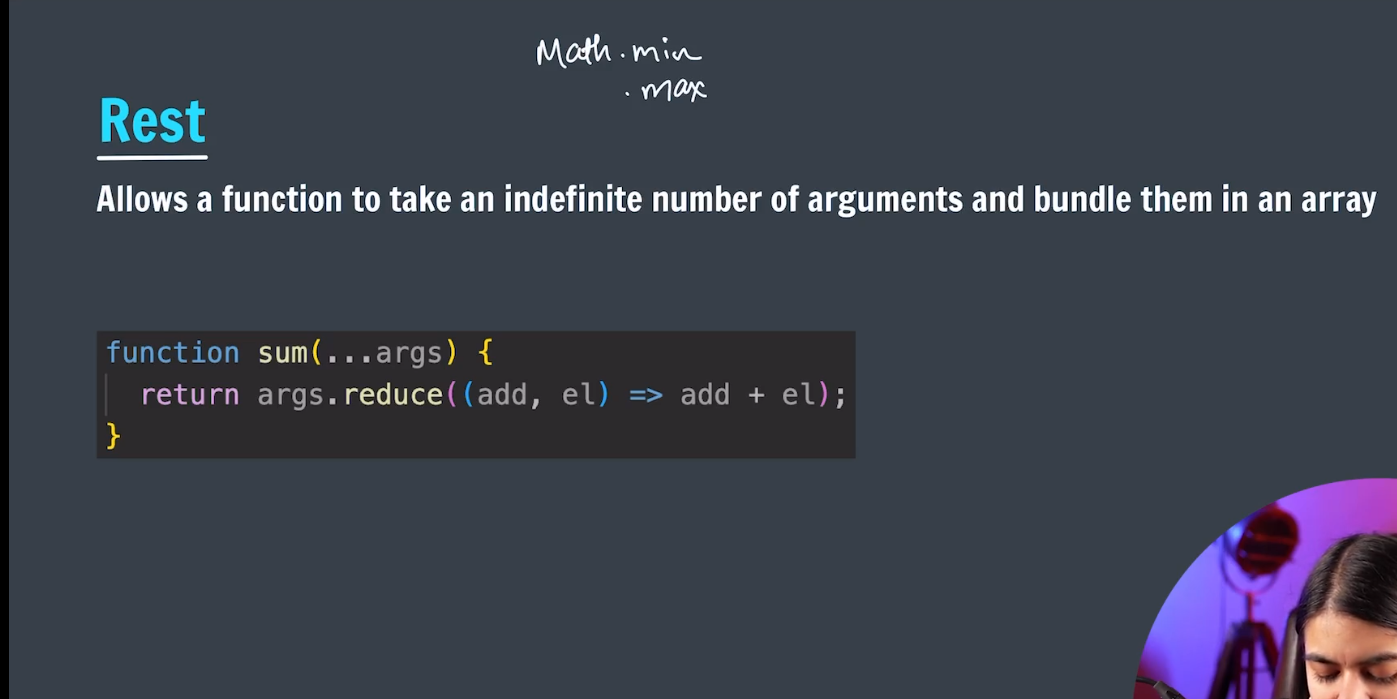 Math.min
.max
Rest
Allows a function to take an indefinite number of arguments and bundle them in an array
function sum(...args) {
return args.reduce((add, el) => add + el);
}